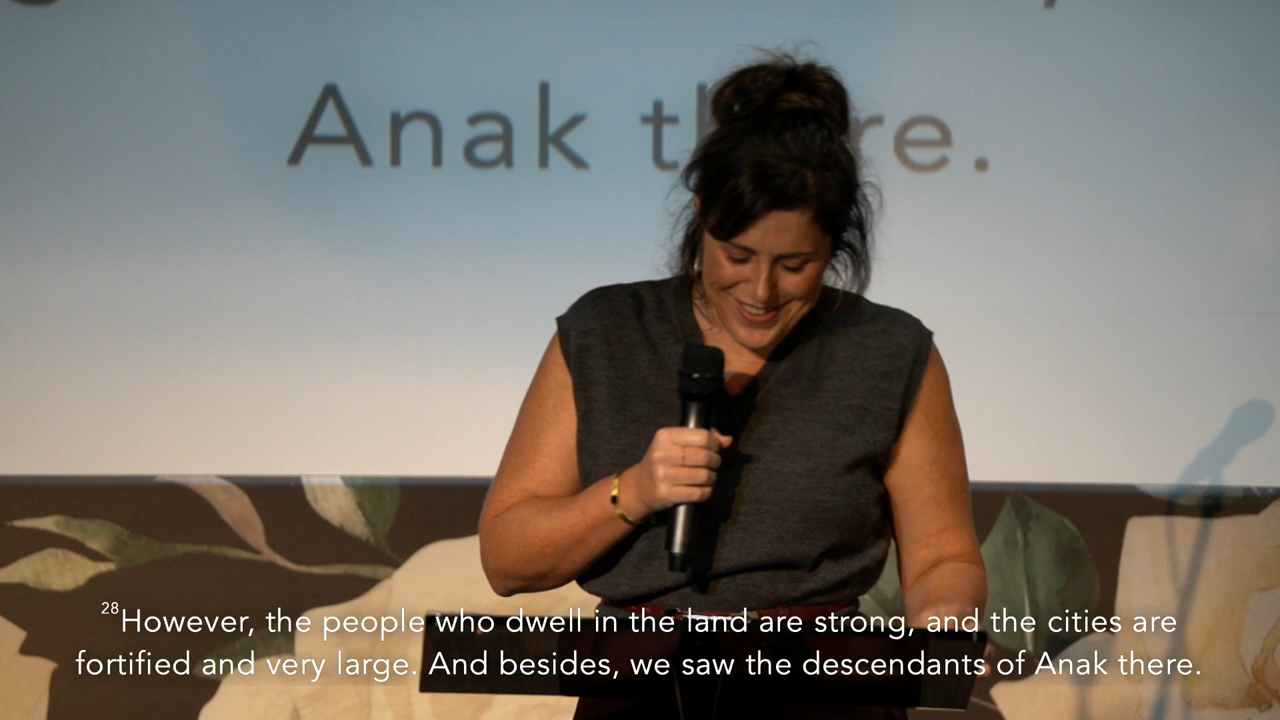 Anak there.
28However, the people who dwell in the land are strong, and the cities are
fortified and very large. And besides, we saw the descendants of Anak there.